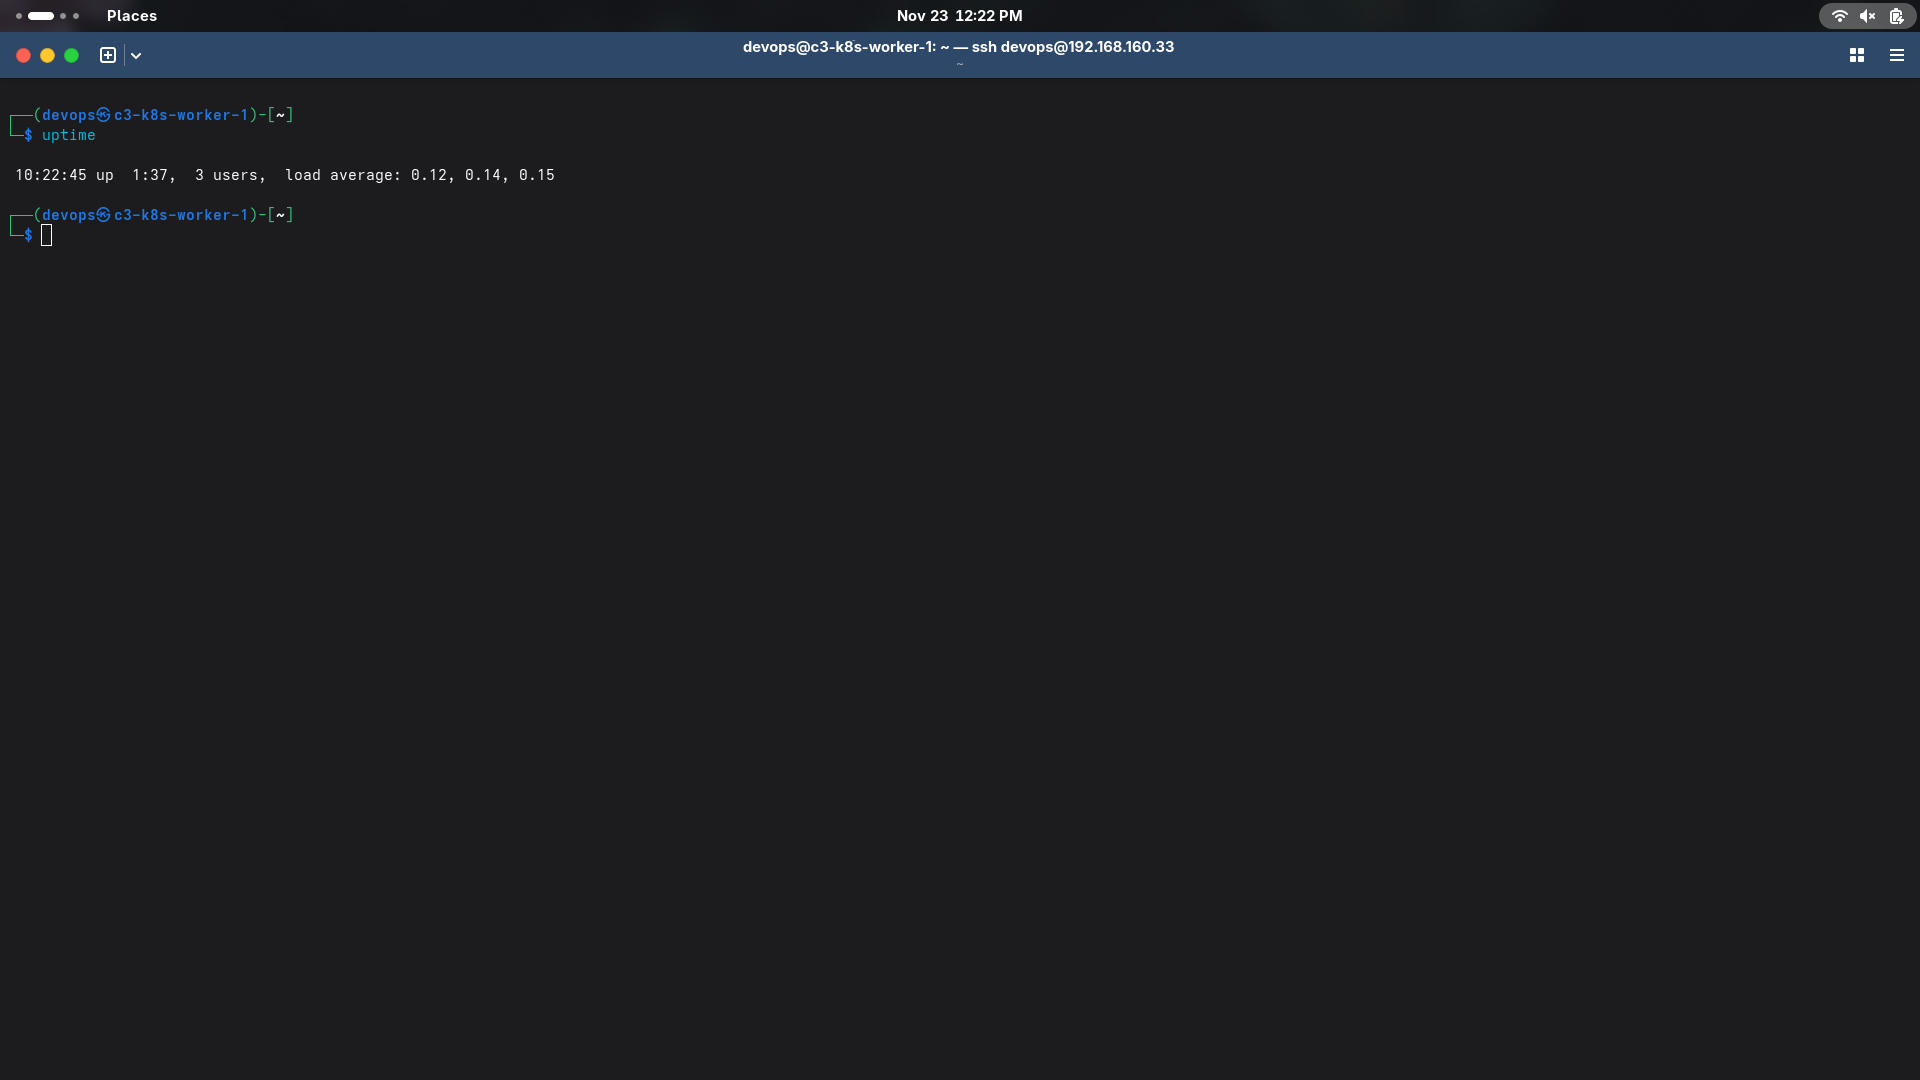 Places
Nov 23 12:22 PM
devops@c3-k8s-worker-1: ~ — ssh devops@192.168.160.33
~
┌──(devops㉿c3-k8s-worker-1)-[~]
└─$ uptime
10:22:45 up  1:37,  3 users,  load average: 0.12, 0.14, 0.15
┌──(devops㉿c3-k8s-worker-1)-[~]
└─$